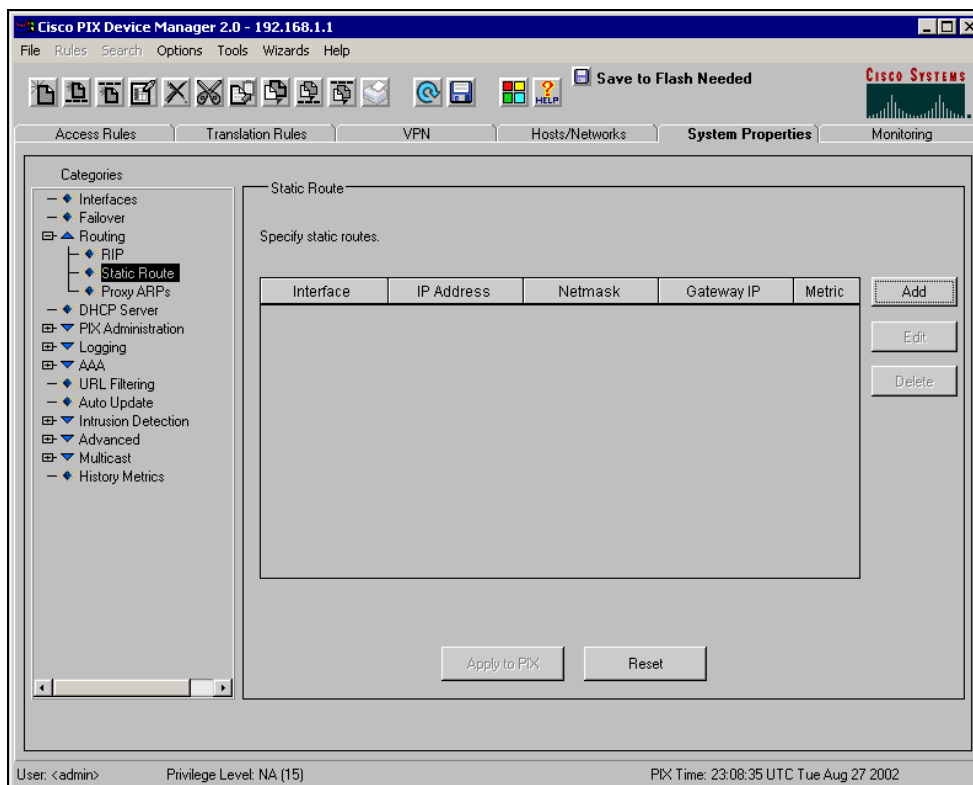 Cisco PIX Device Manager 2.0 - 192.168.1.1
File Rules Search Options Tools Wizards Help
HELP
Save to Flash Needed
CISCO SYSTEMS
Access Rules Translation Rules VPN Hosts/Networks System Properties Monitoring
Categories
Interfaces
Failover
Routing
RIP
Static Route
Proxy ARPs
DHCP Server
PIX Administration
Logging
AAA
URL Filtering
Auto Update
Intrusion Detection
Advanced
Multicast
History Metrics
Static Route
Specify static routes.
Interface IP Address Netmask Gateway IP Metric
Add
Edit
Delete
Apply to PIX Reset
User: <admin> Privilege Level: NA (15) PIX Time: 23:08:35 UTC Tue Aug 27 2002